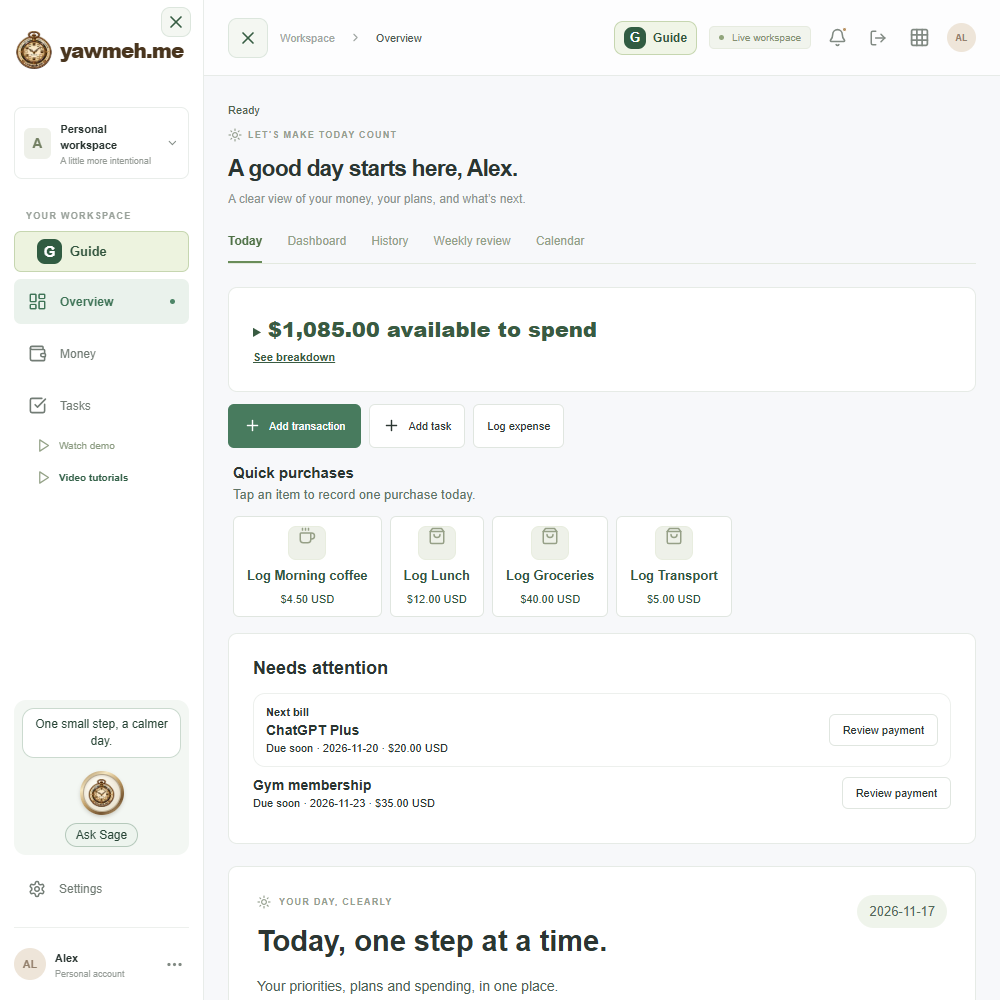 yawmeh.me
A
Personal
workspace
A little more intentional
YOUR WORKSPACE
G Guide
Overview
Money
Tasks
Watch demo
Video tutorials
One small step, a calmer
day.
Ask Sage
Settings
AL
Alex
Personal account
Workspace
Overview
G Guide
Live workspace
AL
Ready
LET'S MAKE TODAY COUNT
A good day starts here, Alex.
A clear view of your money, your plans, and what's next.
Today Dashboard History Weekly review Calendar
$1,085.00 available to spend
See breakdown
Add transaction
Add task
Log expense
Quick purchases
Tap an item to record one purchase today.
Log Morning coffee
$4.50 USD
Log Lunch
$12.00 USD
Log Groceries
$40.00 USD
Log Transport
$5.00 USD
Needs attention
Next bill
ChatGPT Plus
Due soon · 2026-11-20 · $20.00 USD
Review payment
Gym membership
Due soon · 2026-11-23 · $35.00 USD
Review payment
YOUR DAY, CLEARLY
2026-11-17
Today, one step at a time.
Your priorities, plans and spending, in one place.